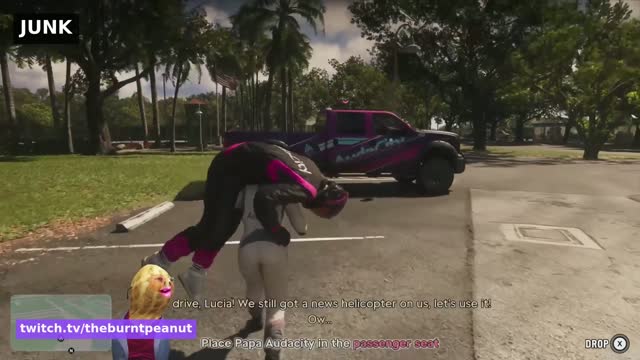 JUNK
AudaCity
drive, Lucia! We still got a news helicopter on us, let's use it!
Ow...
twitch.tv/theburntpeanut
Place Papa Audacity in the passenger seat
DROP X